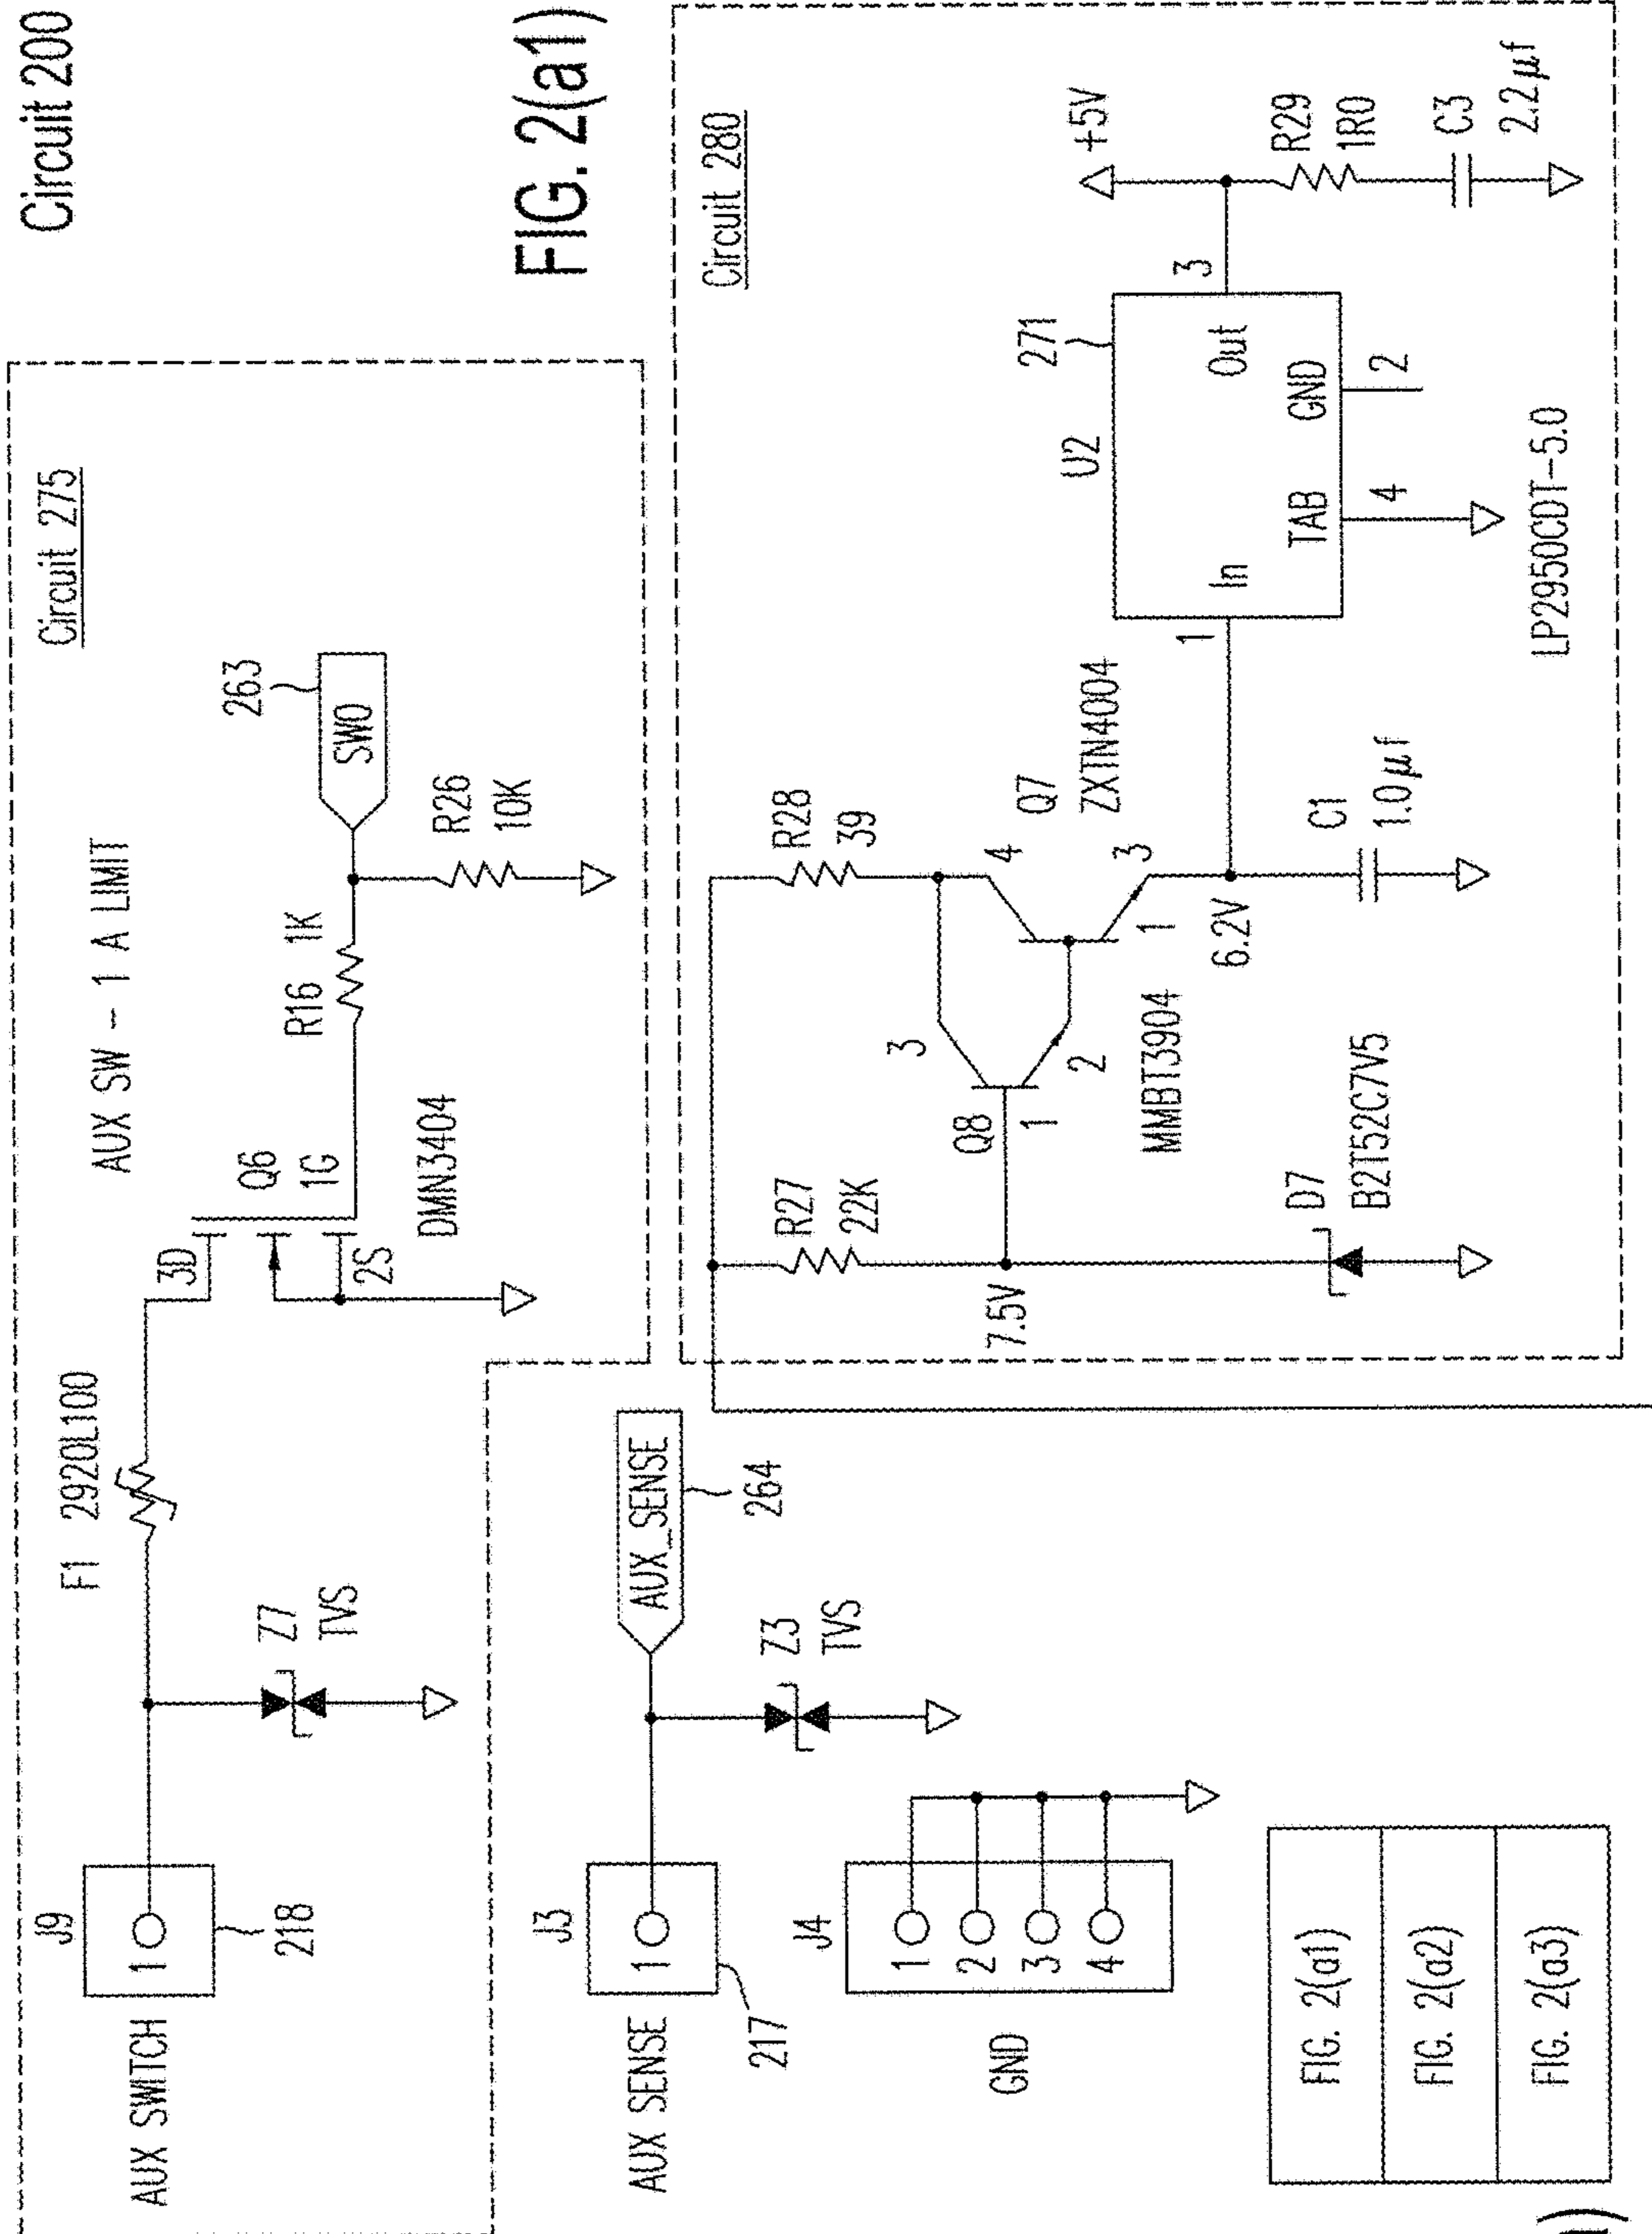 Circuit 200
FIG. 2(a1)
Circuit 275
AUX SW - 1 A LIMIT
J9
1
218
AUX SWITCH
F1 2920L100
Z7
TVS
3D
Q6
1G
2S
DMN3404
R16 1K
263
SWO
R26
10K
J3
1
217
AUX SENSE
AUX_SENSE
264
Z3
TVS
J4
1
2
3
4
GND
Circuit 280
R27
22K
7.5V
D7
B2T52C7V5
Q8
1
2
3
MMBT3904
R28
39
Q7
ZXTN4004
4
3
1
6.2V
C1
1.0µf
1
In
U2
271
Out
3
TAB
GND
4
2
LP2950CDT-5.0
+5V
R29
1R0
C3
2.2µf
FIG. 2(a1)
FIG. 2(a2)
FIG. 2(a3)